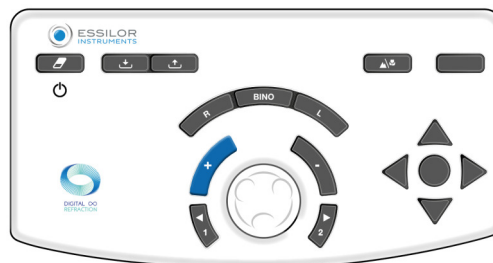 ESSILOR
INSTRUMENTS
R
BINO
L
+
-
1
2
DIGITAL
REFRACTION